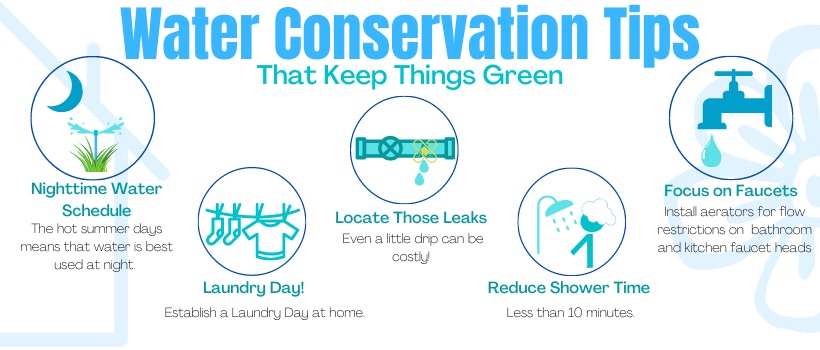 Water Conservation Tips
That Keep Things Green
Nighttime Water
Schedule
The hot summer days
means that water is best
used at night.
Laundry Day!
Establish a Laundry Day at home.
Locate Those Leaks
Even a little drip can be
costly!
Reduce Shower Time
Less than 10 minutes.
Focus on Faucets
Install aerators for flow
restrictions on bathroom
and kitchen faucet heads